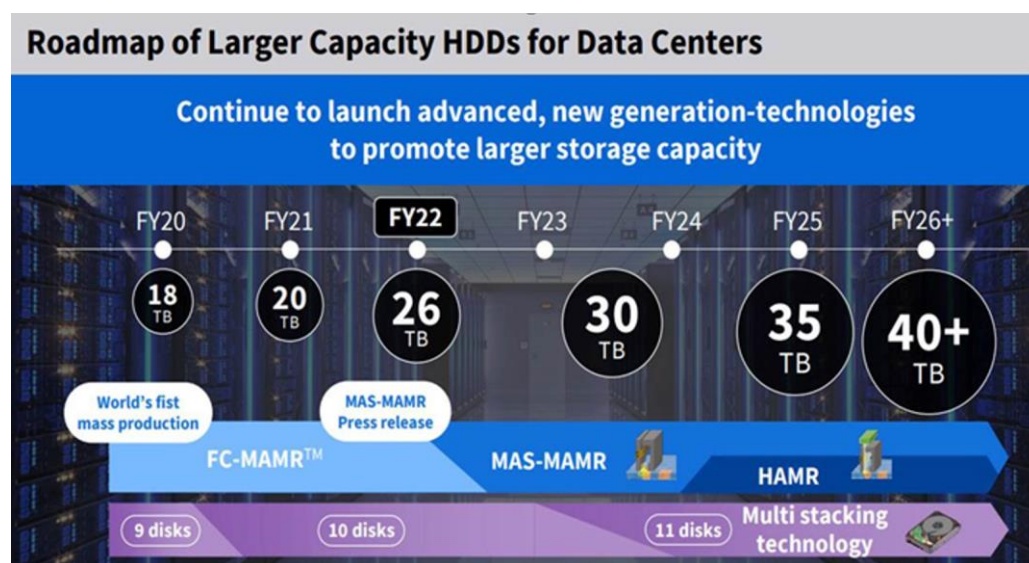 Roadmap of Larger Capacity HDDs for Data Centers
Continue to launch advanced, new generation-technologies
to promote larger storage capacity
FY20
FY21
FY22
FY23
FY24
FY25
FY26+
18
TB
20
TB
26
TB
30
TB
35
TB
40+
TB
World's fist
mass production
MAS-MAMR
Press release
FC-MAMR™
MAS-MAMR
HAMR
9 disks
10 disks
11 disks
Multi stacking
technology